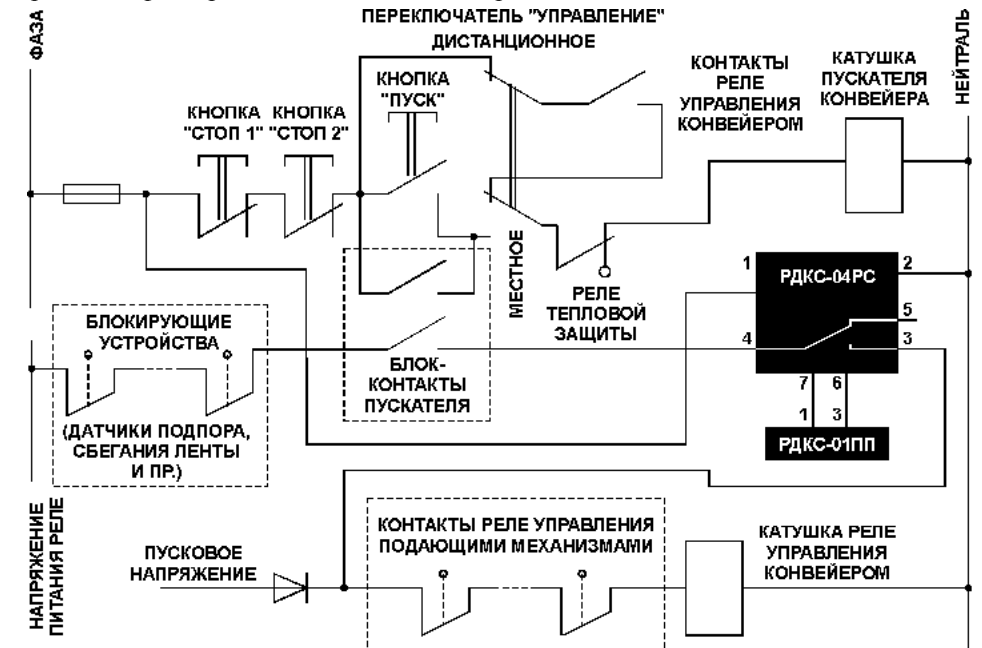 ПЕРЕКЛЮЧАТЕЛЬ "УПРАВЛЕНИЕ"
ДИСТАНЦИОННОЕ
ФАЗА
НЕЙТРАЛЬ
КНОПКА
"СТОП 1"
КНОПКА
"СТОП 2"
КНОПКА
"ПУСК"
КОНТАКТЫ
РЕЛЕ
УПРАВЛЕНИЯ
КОНВЕЙЕРОМ
КАТУШКА
ПУСКАТЕЛЯ
КОНВЕЙЕРА
МЕСТНОЕ
РЕЛЕ
ТЕПЛОВОЙ
ЗАЩИТЫ
1
РДКС-04РС
2
5
4
3
7 6
1 3
РДКС-01ПП
БЛОКИРУЮЩИЕ
УСТРОЙСТВА
(ДАТЧИКИ ПОДПОРА,
СБЕГАНИЯ ЛЕНТЫ
И ПР.)
БЛОК-
КОНТАКТЫ
ПУСКАТЕЛЯ
НАПРЯЖЕНИЕ
ПИТАНИЯ РЕЛЕ
ПУСКОВОЕ
НАПРЯЖЕНИЕ
КОНТАКТЫ РЕЛЕ УПРАВЛЕНИЯ
ПОДАЮЩИМИ МЕХАНИЗМАМИ
КАТУШКА РЕЛЕ
УПРАВЛЕНИЯ
КОНВЕЙЕРОМ